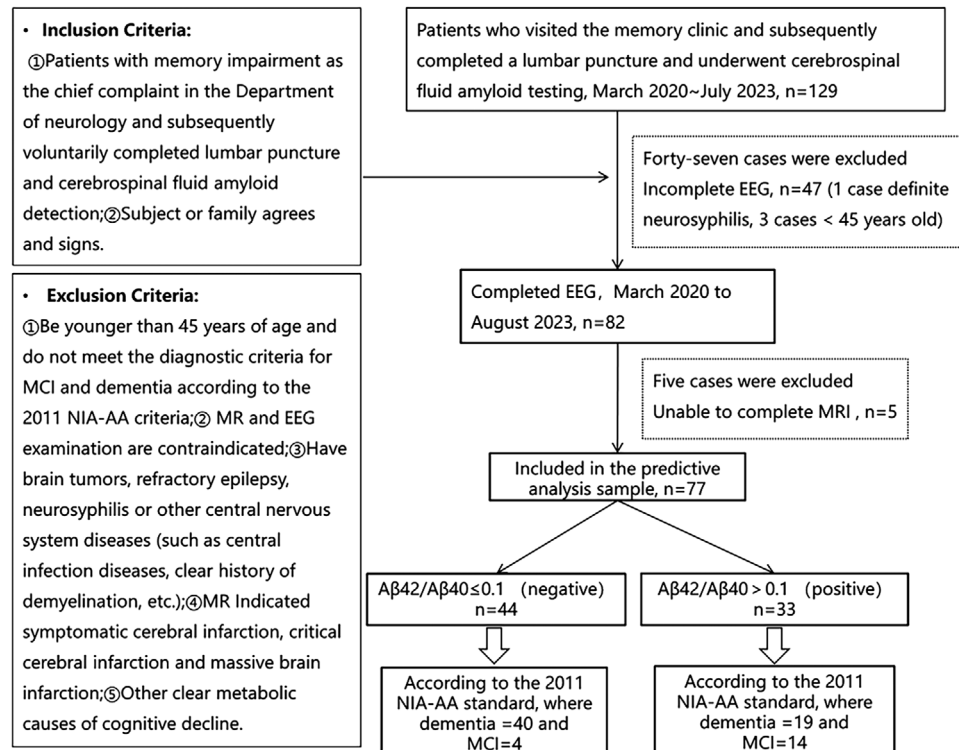 • Inclusion Criteria:
①Patients with memory impairment as
the chief complaint in the Department
of neurology and subsequently
voluntarily completed lumbar puncture
and cerebrospinal fluid amyloid
detection;②Subject or family agrees
and signs.
• Exclusion Criteria:
①Be younger than 45 years of age and
do not meet the diagnostic criteria for
MCI and dementia according to the
2011 NIA-AA criteria;② MR and EEG
examination are contraindicated;③Have
brain tumors, refractory epilepsy,
neurosyphilis or other central nervous
system diseases (such as central
infection diseases, clear history of
demyelination, etc.);④MR Indicated
symptomatic cerebral infarction, critical
cerebral infarction and massive brain
infarction;⑤Other clear metabolic
causes of cognitive decline.
Patients who visited the memory clinic and subsequently
completed a lumbar puncture and underwent cerebrospinal
fluid amyloid testing, March 2020~July 2023, n=129
Forty-seven cases were excluded
Incomplete EEG, n=47 (1 case definite
neurosyphilis, 3 cases < 45 years old)
Completed EEG, March 2020 to
August 2023, n=82
Five cases were excluded
Unable to complete MRI , n=5
Included in the predictive
analysis sample, n=77
Aβ42/Aβ40≤0.1 (negative)
n=44
Aβ42/Aβ40 > 0.1 (positive)
n=33
According to the 2011
NIA-AA standard, where
dementia =40 and
MCI=4
According to the 2011
NIA-AA standard, where
dementia =19 and
MCI=14